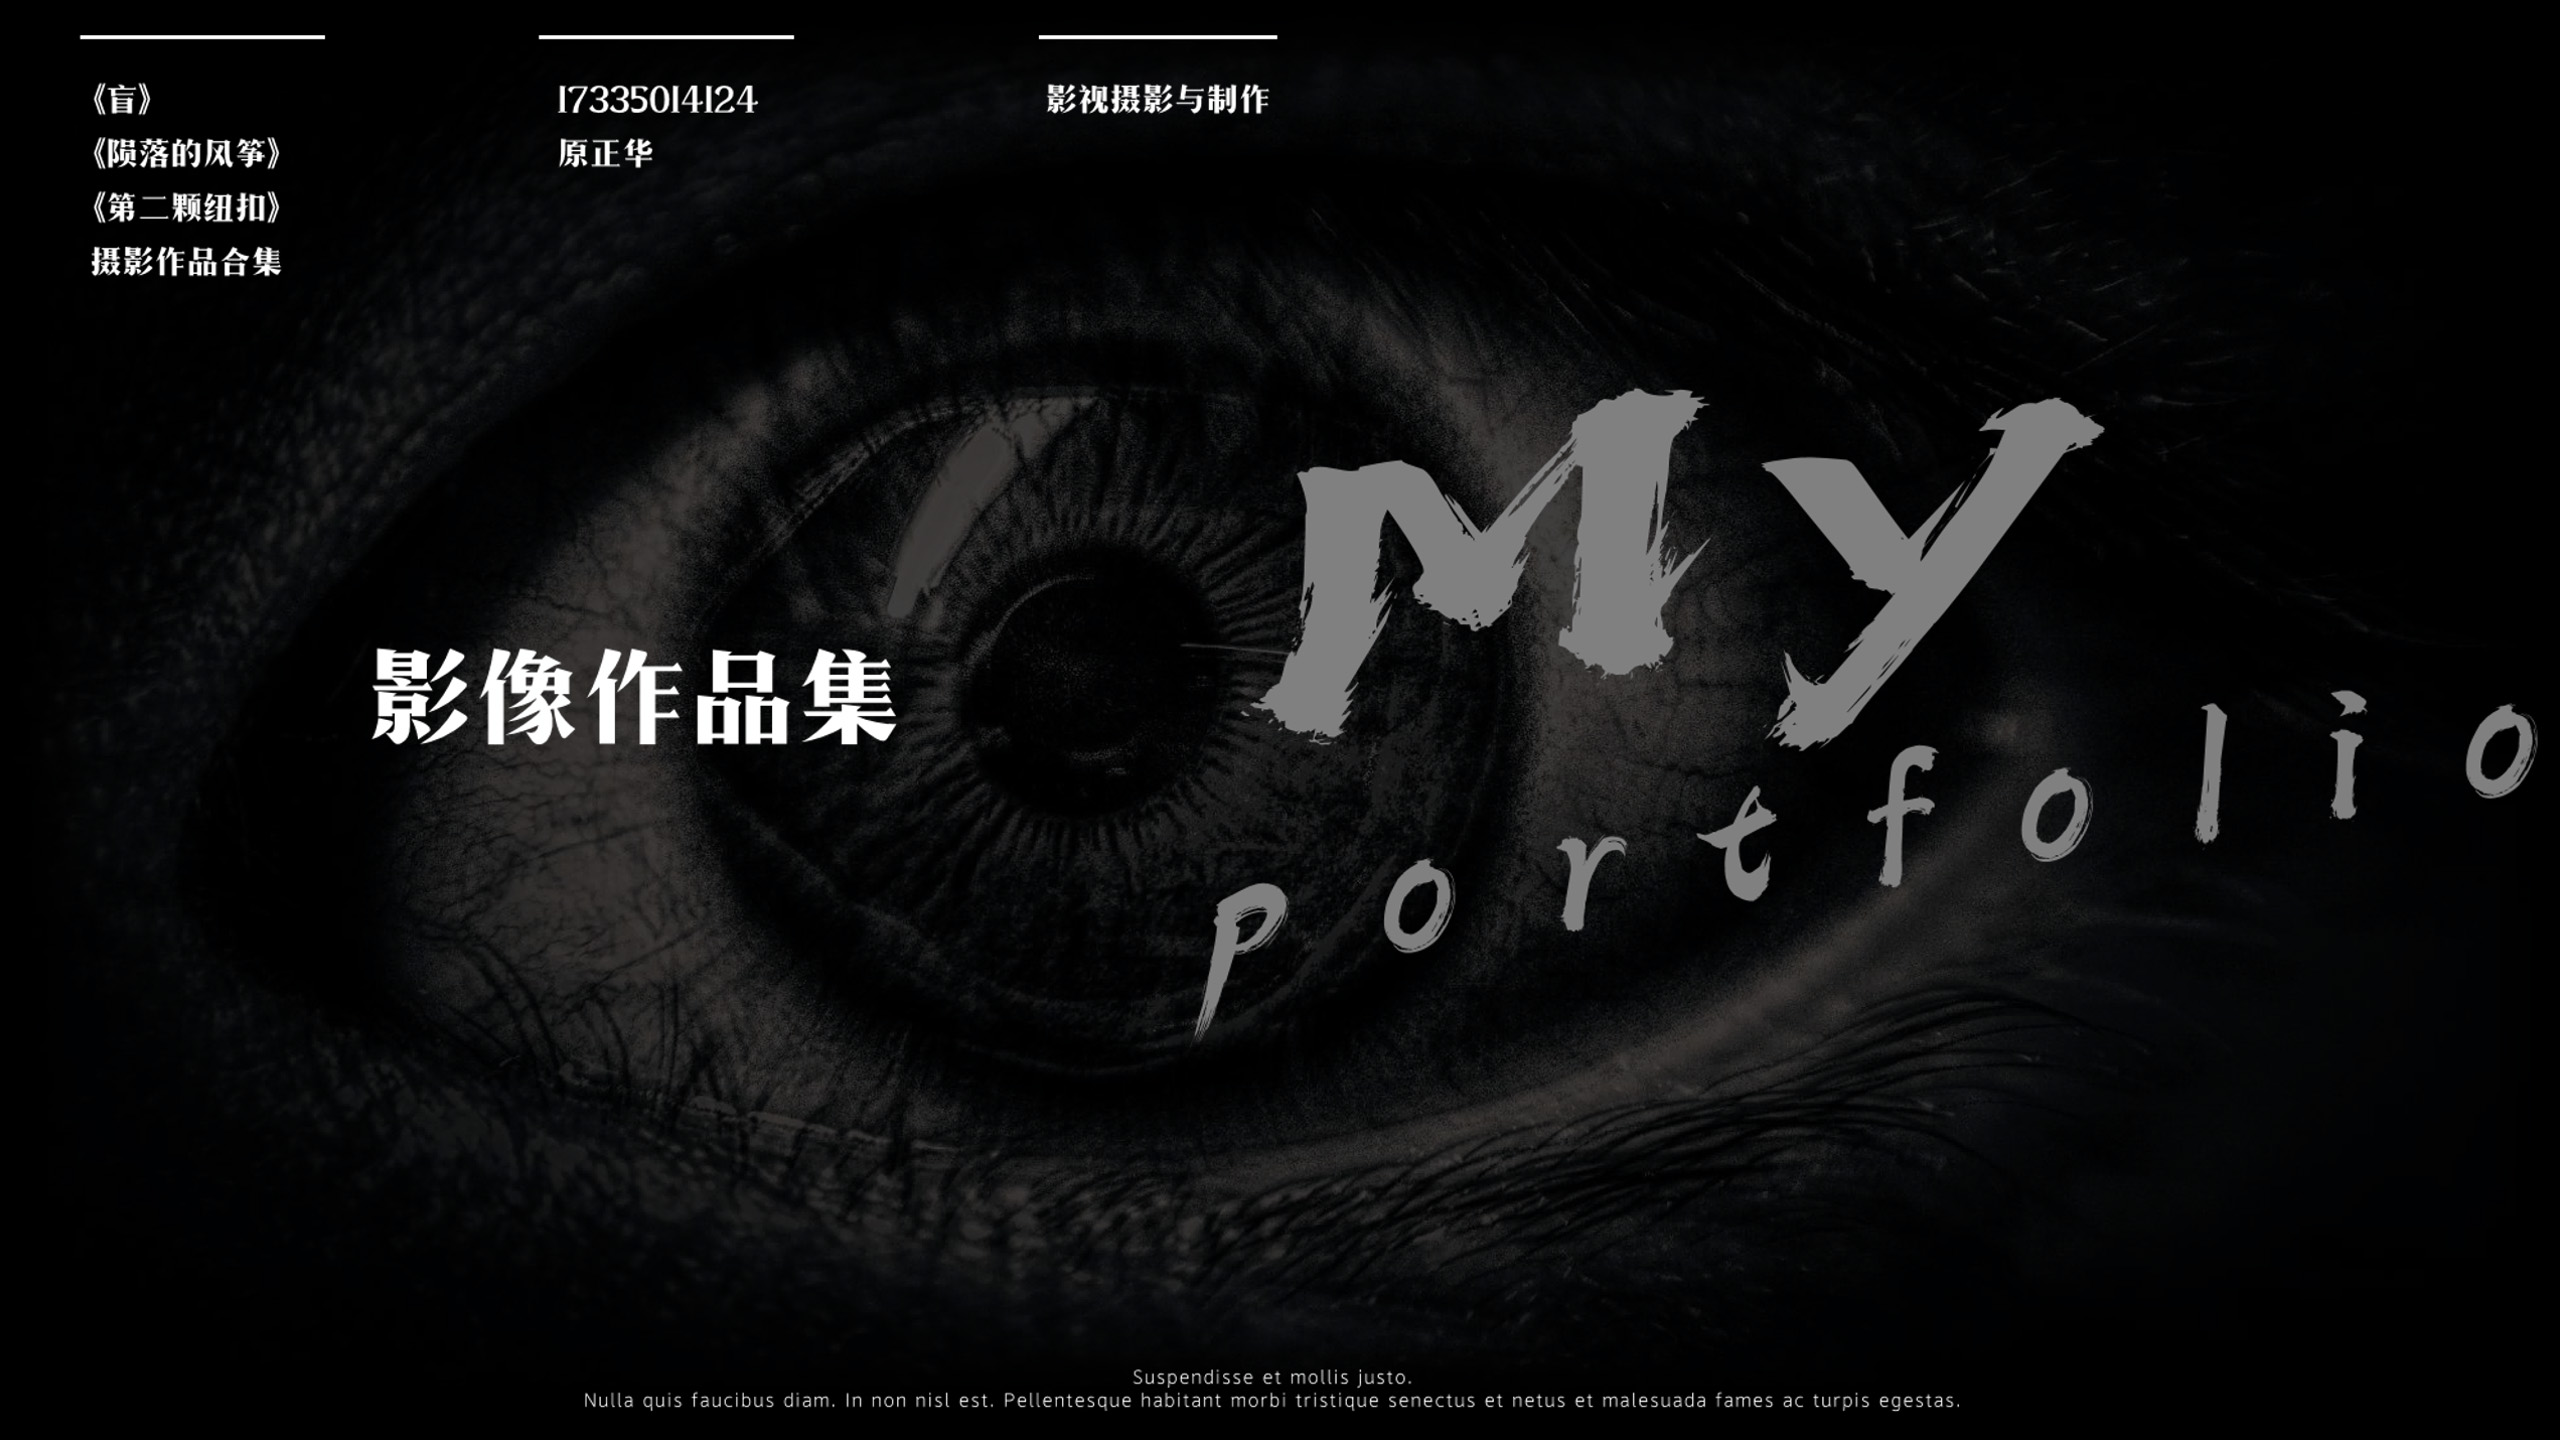 《盲》
《陨落的风筝》
《第二颗纽扣》
摄影作品合集
17335014124
原正华
影视摄影与制作
影像作品集
My
portfolio
Suspendisse et mollis justo.
Nulla quis faucibus diam. In non nisl est. Pellentesque habitant morbi tristique senectus et netus et malesuada fames ac turpis egestas.